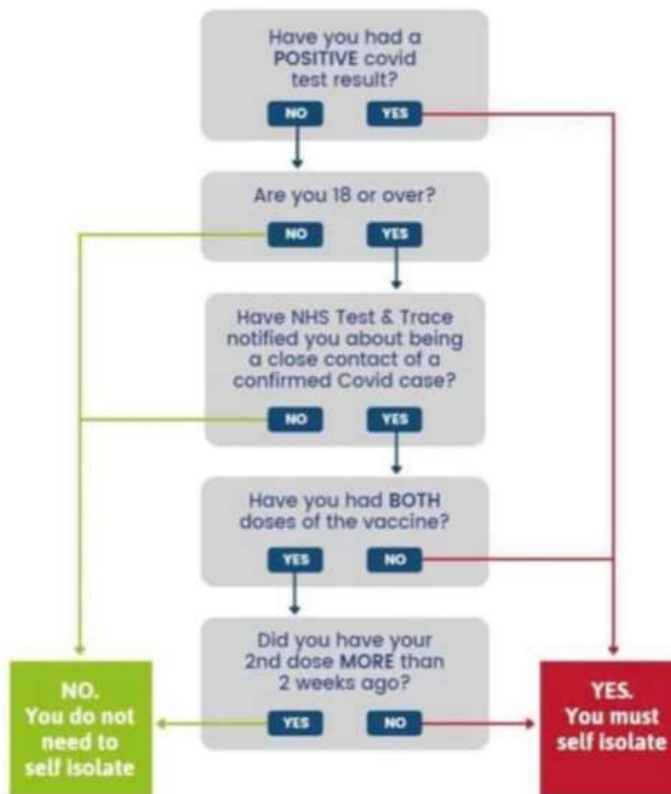 Have you had a
POSITIVE covid
test result?
NO YES
Are you 18 or over?
NO YES
Have NHS Test & Trace
notified you about being
a close contact of a
confirmed Covid case?
NO YES
Have you had BOTH
doses of the vaccine?
YES NO
Did you have your
2nd dose MORE than
2 weeks ago?
YES NO
NO.
You do not
need to
self isolate
YES.
You must
self isolate